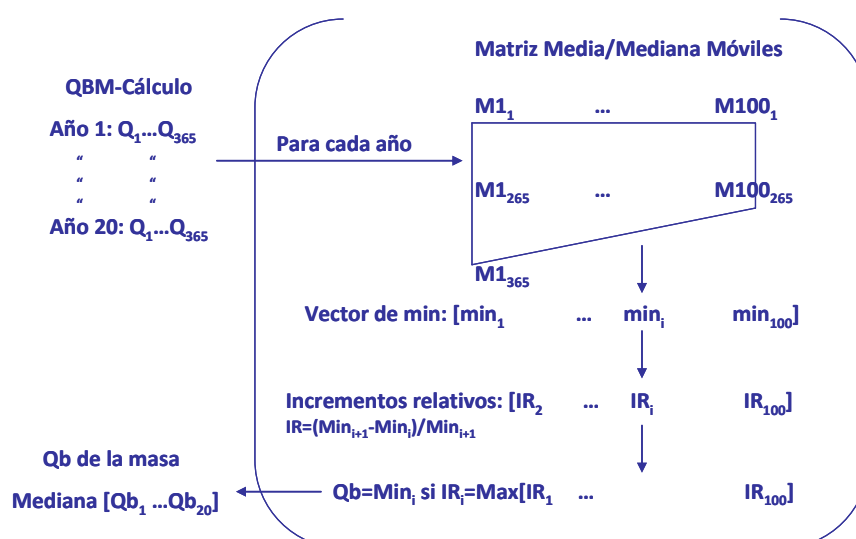 Matriz Media/Mediana Móviles
QBM-Cálculo
M1₁ ... M100₁
Año 1: Q₁...Q₃₆₅
Para cada año
“ “
“ “
“ “
M1₂₆₅ ... M100₂₆₅
Año 20: Q₁...Q₃₆₅
M1₃₆₅
Vector de min: [min₁ ... minᵢ min₁₀₀]
Incrementos relativos: [IR₂ ... IRᵢ IR₁₀₀]
IR=(Minᵢ₊₁-Minᵢ)/Minᵢ₊₁
Qb de la masa
Mediana [Qb₁ ...Qb₂₀]
Qb=Minᵢ si IRᵢ=Max[IR₁ ... IR₁₀₀]